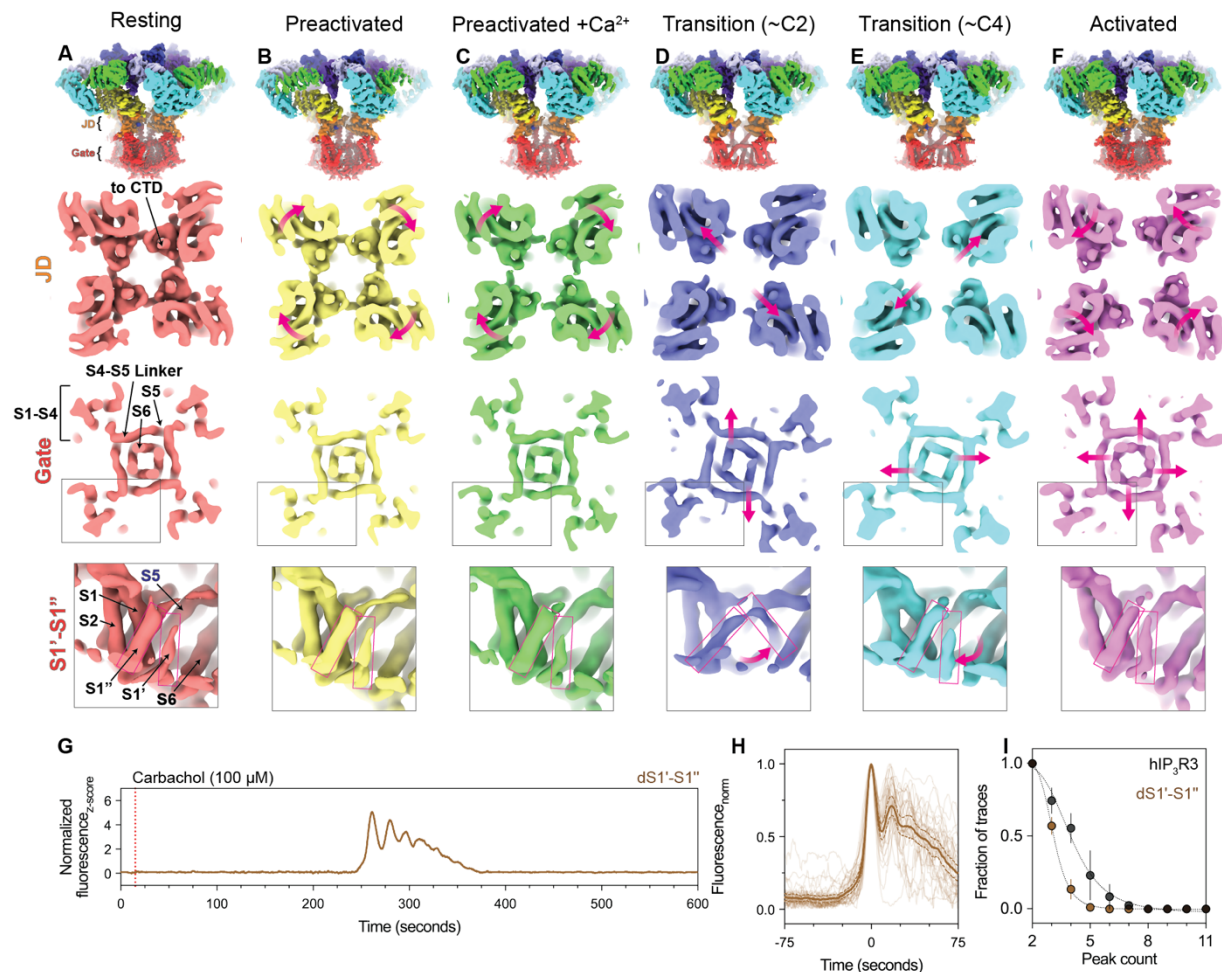 Resting
Preactivated
Preactivated +Ca²⁺
Transition (~C2)
Transition (~C4)
Activated
A
B
C
D
E
F
JD {
Gate {
to CTD
JD
S4-S5 Linker
S1-S4
S5
S6
Gate
S5
S1
S2
S1"
S1'
S6
S1'-S1"
G
Carbachol (100 µM)
dS1'-S1"
Normalized
fluorescence z-score
6
4
2
0
0 100 200 300 400 500 600
Time (seconds)
H
Fluorescence norm
1.0
0.5
0.0
-75 0 75
Time (seconds)
I
hIP₃R3
dS1'-S1"
Fraction of traces
1.0
0.5
0.0
2 5 8 11
Peak count